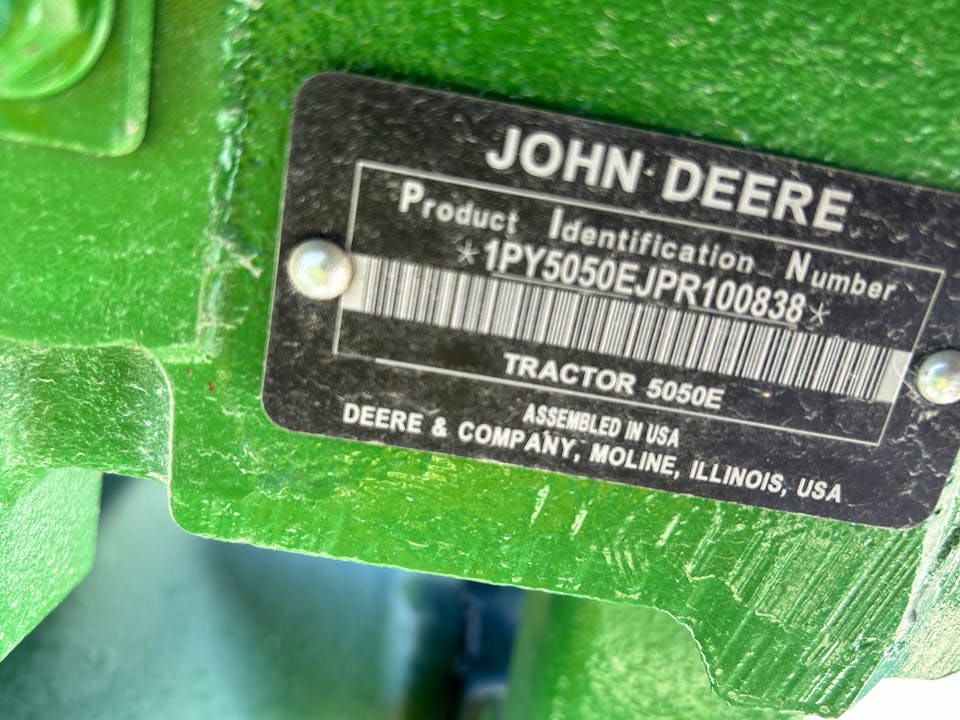 JOHN DEERE
Product Identification Number
*1PY5050EJPR100838*
TRACTOR 5050E
ASSEMBLED IN USA
DEERE & COMPANY, MOLINE, ILLINOIS, USA